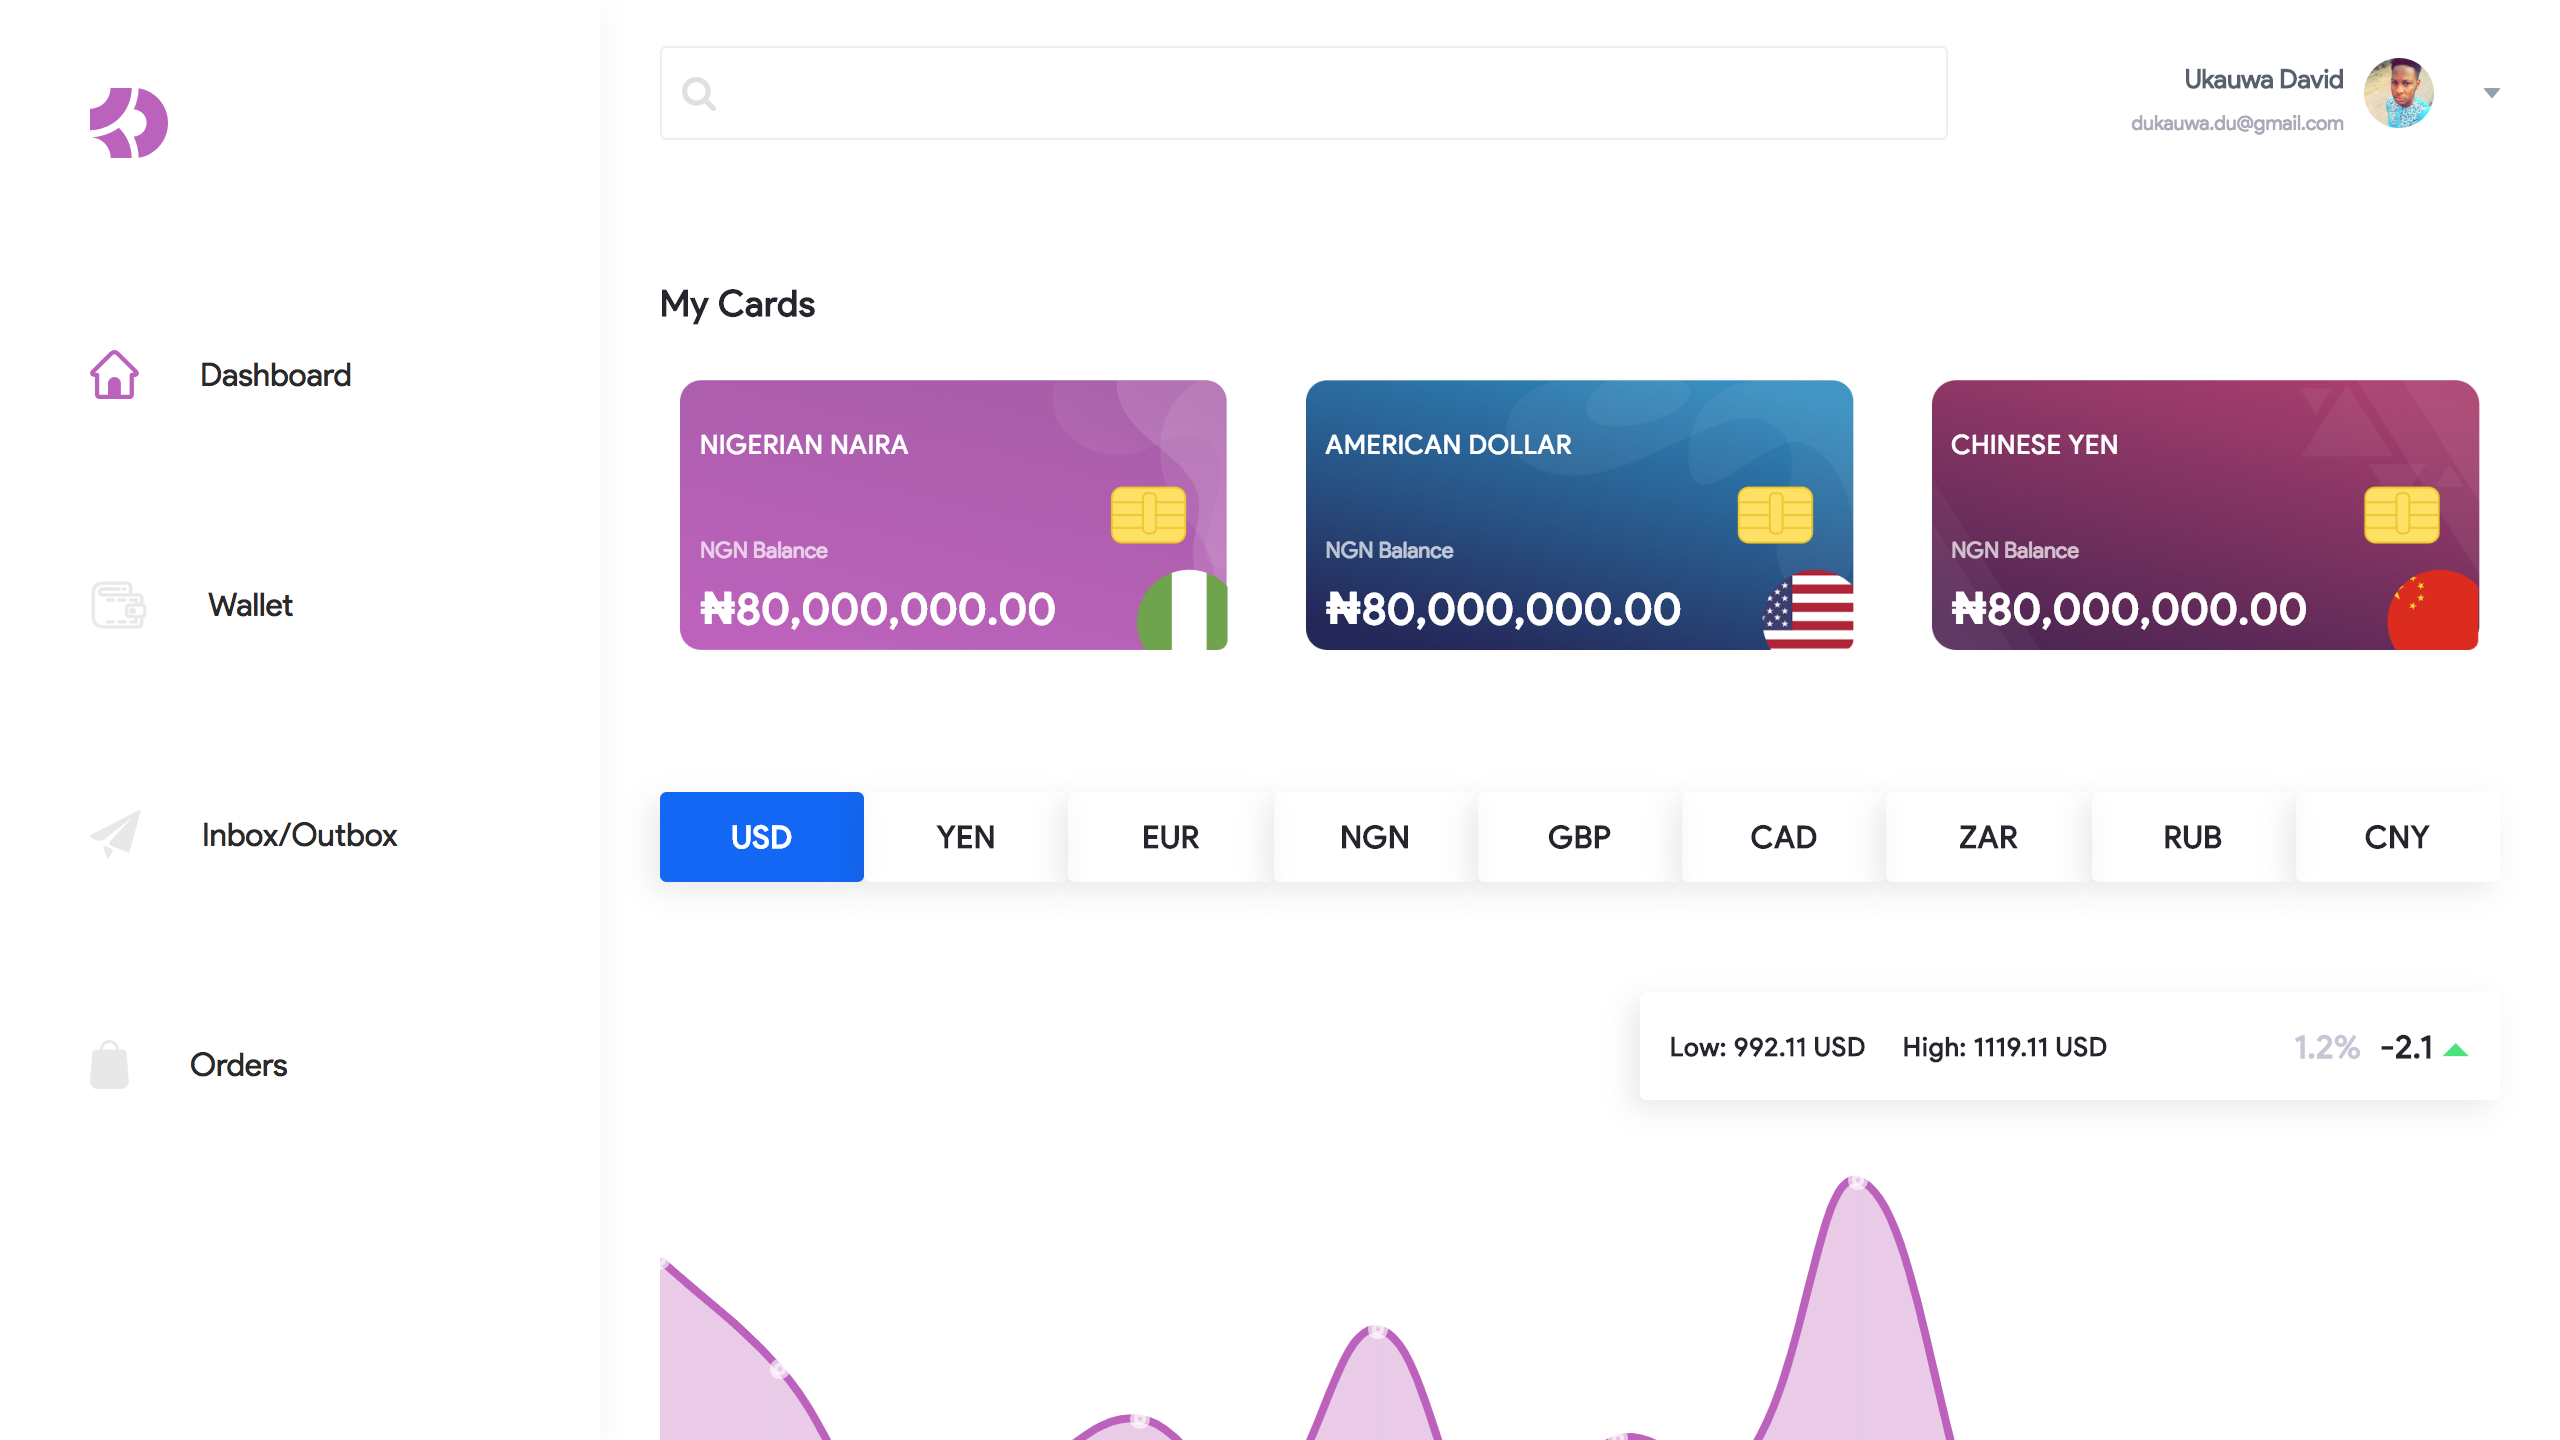 Ukauwa David
dukauwa.du@gmail.com
Dashboard
Wallet
Inbox/Outbox
Orders
My Cards
NIGERIAN NAIRA
NGN Balance
₦80,000,000.00
AMERICAN DOLLAR
NGN Balance
₦80,000,000.00
CHINESE YEN
NGN Balance
₦80,000,000.00
USD YEN EUR NGN GBP CAD ZAR RUB CNY
Low: 992.11 USD High: 1119.11 USD 1.2% -2.1